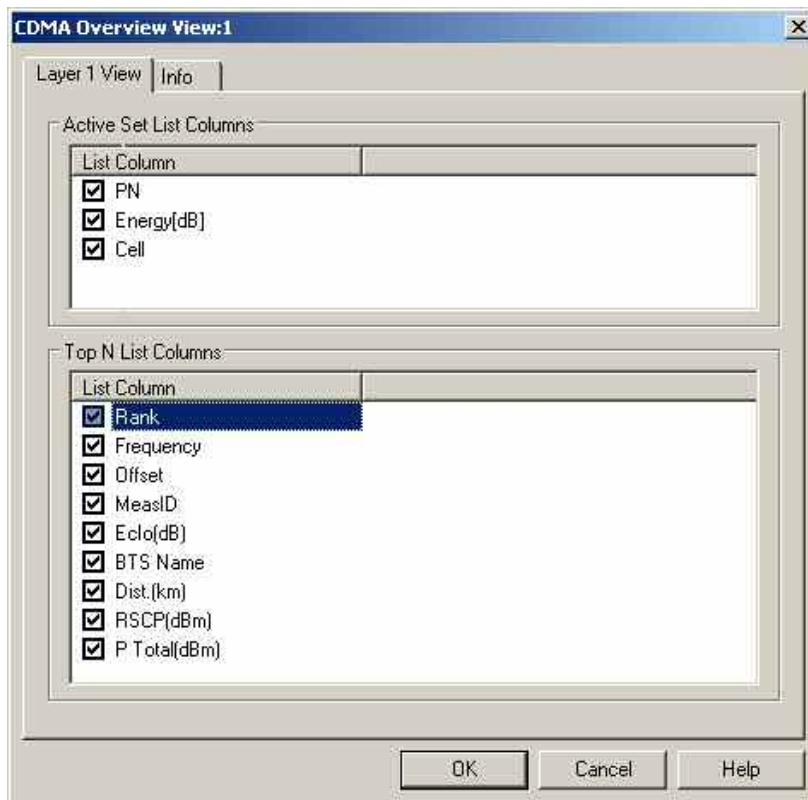 CDMA Overview View:1
Layer 1 View Info
Active Set List Columns
List Column
PN
Energy[dB]
Cell
Top N List Columns
List Column
Rank
Frequency
Offset
MeasID
EcIo(dB)
BTS Name
Dist.(km)
RSCP(dBm)
P Total(dBm)
OK Cancel Help